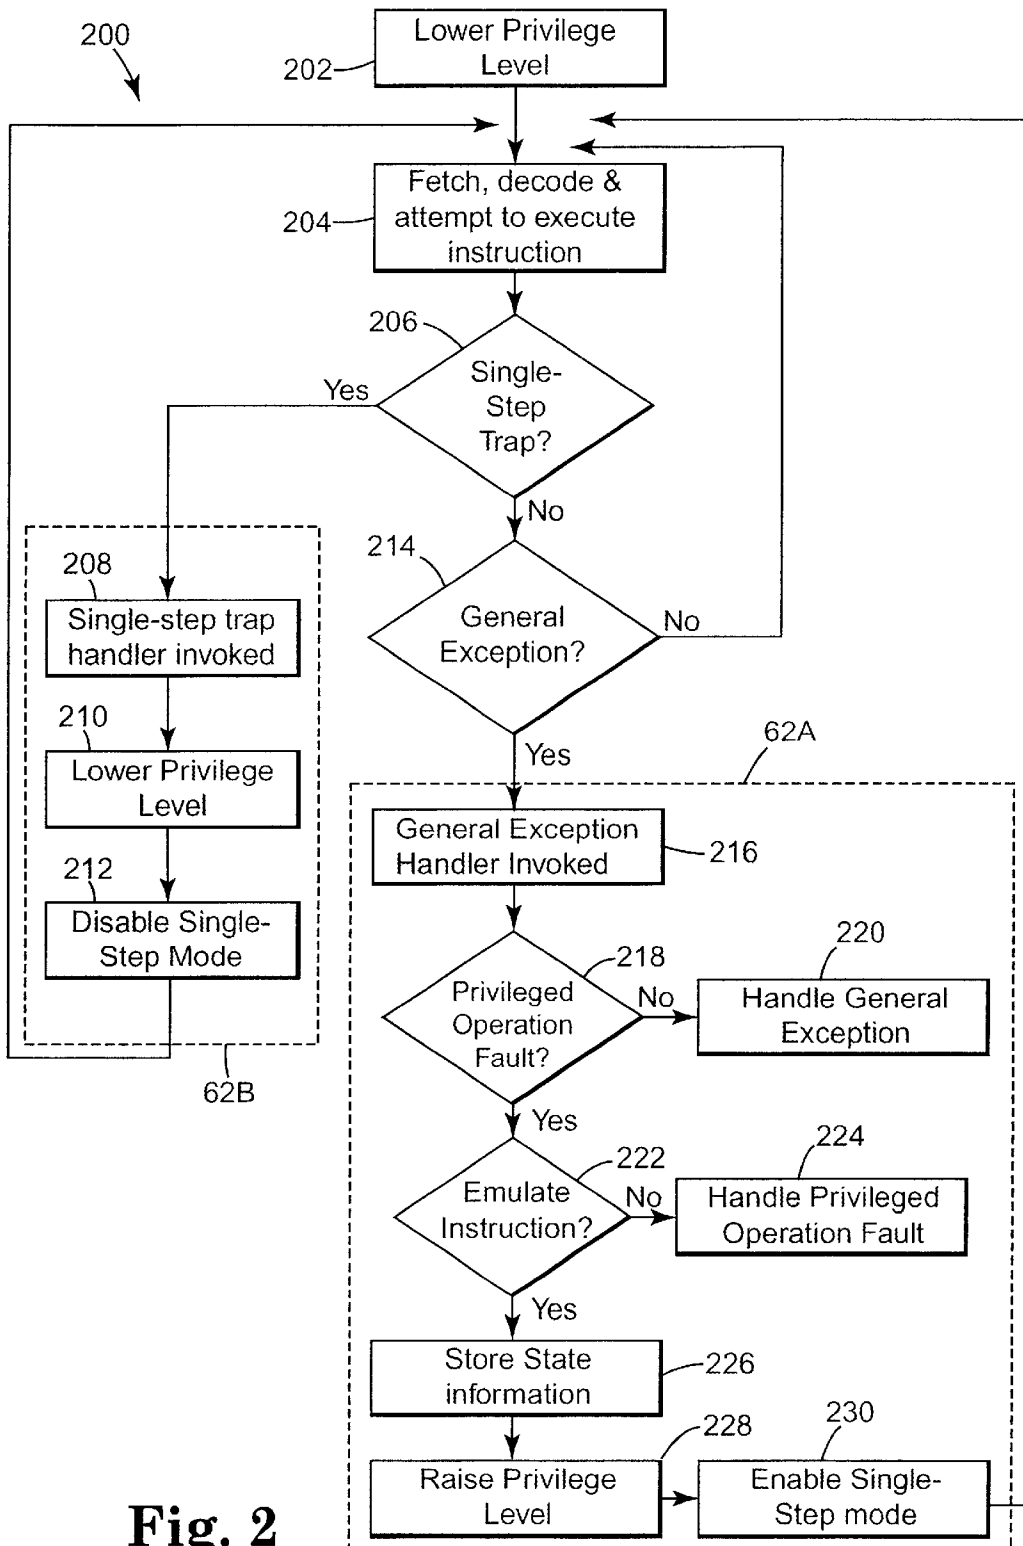 200
Lower Privilege
Level
202
Fetch, decode &
attempt to execute
instruction
204
206
Single-
Step
Trap?
Yes
No
214
General
Exception?
No
Yes
208
Single-step trap
handler invoked
210
Lower Privilege
Level
212
Disable Single-
Step Mode
62B
62A
General Exception
Handler Invoked
216
218
Privileged
Operation
Fault?
No
220
Handle General
Exception
Yes
222
Emulate
Instruction?
No
224
Handle Privileged
Operation Fault
Yes
Store State
information
226
228
Raise Privilege
Level
230
Enable Single-
Step mode
Fig. 2